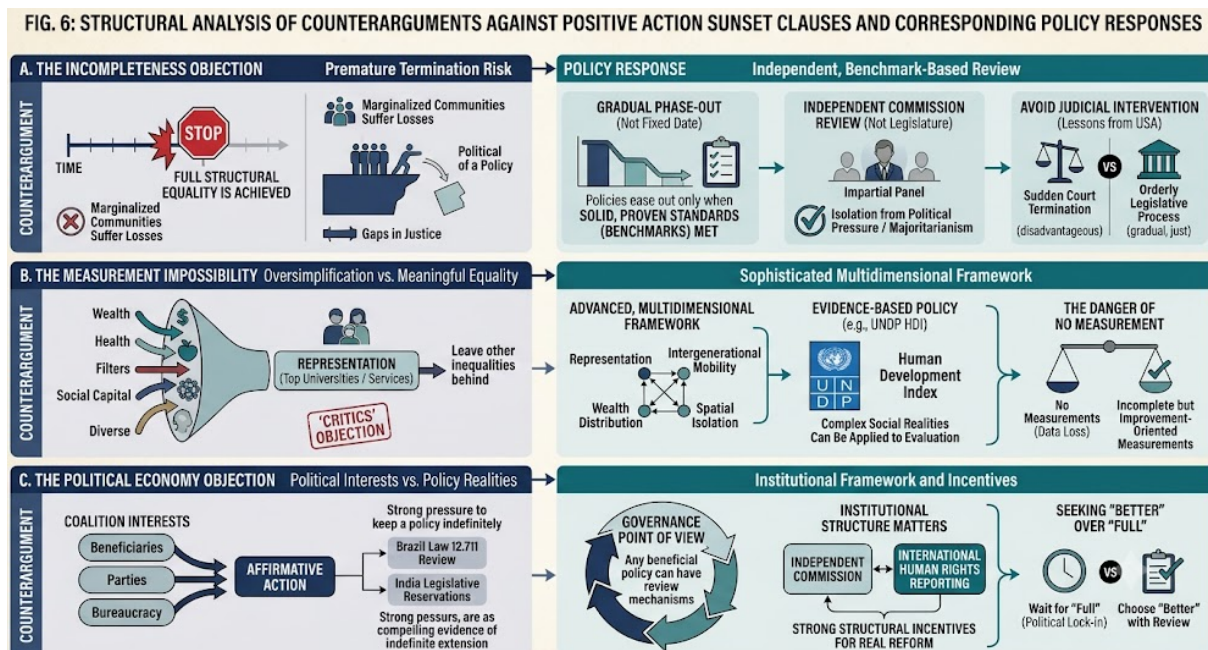 FIG. 6: STRUCTURAL ANALYSIS OF COUNTERARGUMENTS AGAINST POSITIVE ACTION SUNSET CLAUSES AND CORRESPONDING POLICY RESPONSES
A. THE INCOMPLETENESS OBJECTION
Premature Termination Risk
COUNTERARGUMENT
STOP
TIME
FULL STRUCTURAL
EQUALITY IS ACHIEVED
Marginalized
Communities
Suffer Losses
Marginalized Communities
Suffer Losses
Political
of a Policy
Gaps in Justice
POLICY RESPONSE
Independent, Benchmark-Based Review
GRADUAL PHASE-OUT
(Not Fixed Date)
Policies ease out only when
SOLID, PROVEN STANDARDS
(BENCHMARKS) MET
INDEPENDENT COMMISSION
REVIEW (Not Legislature)
Impartial Panel
Isolation from Political
Pressure / Majoritarianism
AVOID JUDICIAL INTERVENTION
(Lessons from USA)
VS
Sudden Court
Termination
(disadvantageous)
Orderly
Legislative
Process
(gradual, just)
B. THE MEASUREMENT IMPOSSIBILITY Oversimplification vs. Meaningful Equality
COUNTERARGUMENT
Wealth
Health
Filters
Social Capital
Diverse
$
REPRESENTATION
(Top Universities / Services)
Leave other
inequalities
behind
'CRITICS'
OBJECTION
Sophisticated Multidimensional Framework
ADVANCED, MULTIDIMENSIONAL
FRAMEWORK
Representation
Intergenerational
Mobility
Wealth
Distribution
Spatial
Isolation
EVIDENCE-BASED POLICY
(e.g., UNDP HDI)
U N
D P
Human
Development
Index
Complex Social Realities
Can Be Applied to Evaluation
THE DANGER OF
NO MEASUREMENT
No
Measurements
(Data Loss)
Incomplete but
Improvement-
Oriented
Measurements
C. THE POLITICAL ECONOMY OBJECTION Political Interests vs. Policy Realities
COUNTERARGUMENT
COALITION INTERESTS
Beneficiaries
Parties
Bureaucracy
AFFIRMATIVE
ACTION
Strong pressure to
keep a policy indefinitely
Brazil Law 12.711
Review
India Legislative
Reservations
Strong pessurs, are as
compelling evidence of
indefinite extension
Institutional Framework and Incentives
GOVERNANCE
POINT OF VIEW
Any beneficial
policy can have
review
mechanisms
INSTITUTIONAL
STRUCTURE MATTERS
INDEPENDENT
COMMISSION
INTERNATIONAL
HUMAN RIGHTS
REPORTING
STRONG STRUCTURAL INCENTIVES
FOR REAL REFORM
SEEKING "BETTER"
OVER "FULL"
VS
Wait for "Full"
(Political Lock-in)
Choose "Better"
with Review